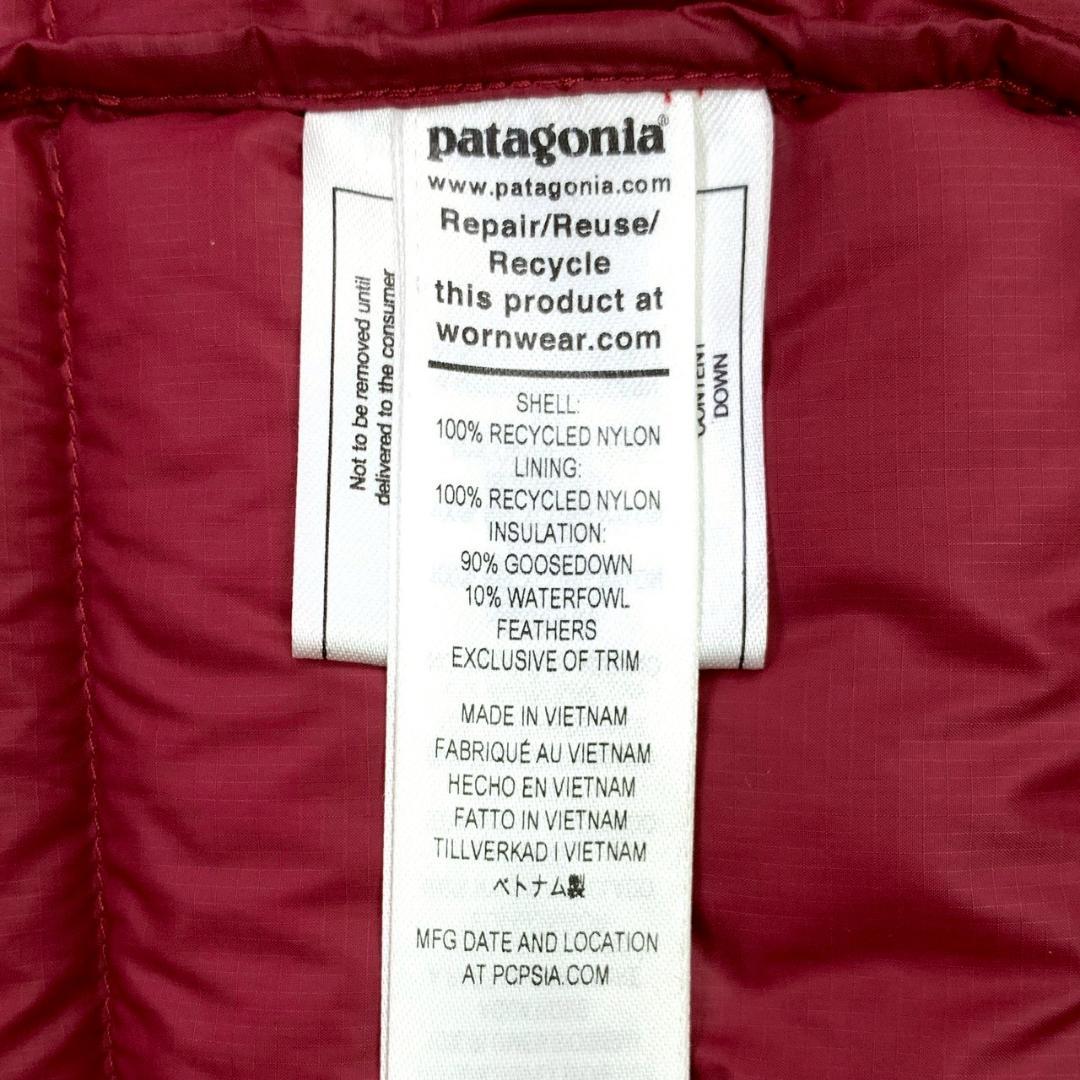 patagonia®
www.patagonia.com
Repair/Reuse/
Recycle
this product at
wornwear.com
SHELL:
100% RECYCLED NYLON
LINING:
100% RECYCLED NYLON
INSULATION:
90% GOOSEDOWN
10% WATERFOWL
FEATHERS
EXCLUSIVE OF TRIM
MADE IN VIETNAM
FABRIQUÉ AU VIETNAM
HECHO EN VIETNAM
FATTO IN VIETNAM
TILLVERKAD I VIETNAM
ベトナム製
MFG DATE AND LOCATION
AT PCPSIA.COM
Not to be removed until
delivered to the consumer
CONTENT
DOWN